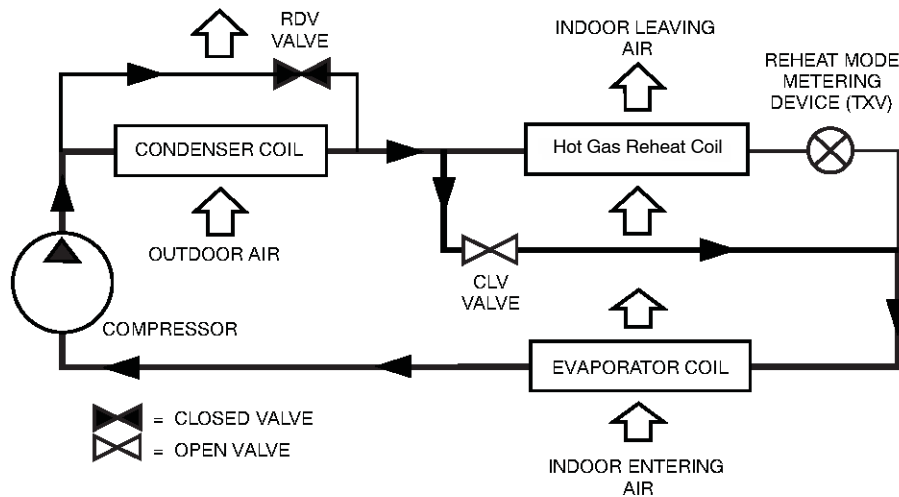 RDV
VALVE
INDOOR LEAVING
AIR
REHEAT MODE
METERING
DEVICE (TXV)
CONDENSER COIL
Hot Gas Reheat Coil
OUTDOOR AIR
CLV
VALVE
COMPRESSOR
EVAPORATOR COIL
= CLOSED VALVE
= OPEN VALVE
INDOOR ENTERING
AIR